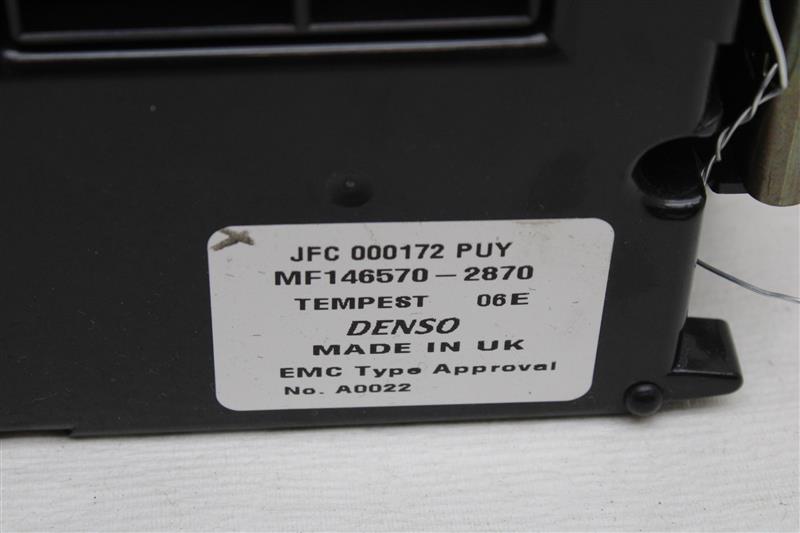 JFC 000172 PUY
MF146570-2870
TEMPEST 06E
DENSO
MADE IN UK
EMC Type Approval
No. A0022